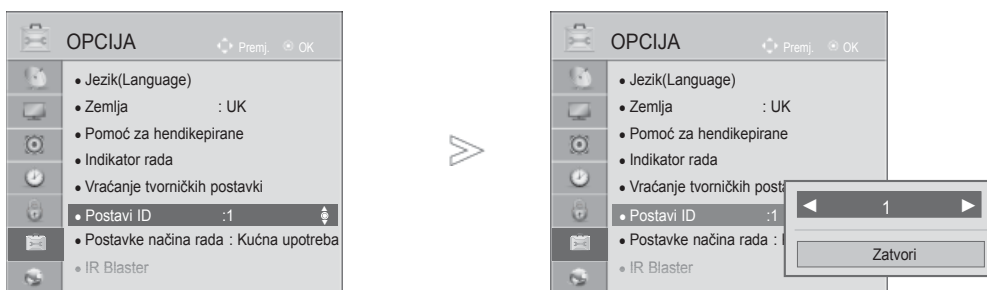 OPCIJA
Premj. OK
• Jezik(Language)
• Zemlja : UK
• Pomoć za hendikepirane
• Indikator rada
• Vraćanje tvorničkih postavki
• Postavi ID :1
• Postavke načina rada : Kućna upotreba
• IR Blaster
OPCIJA
Premj. OK
• Jezik(Language)
• Zemlja : UK
• Pomoć za hendikepirane
• Indikator rada
• Vraćanje tvorničkih posta
• Postavi ID :1
• Postavke načina rada :
• IR Blaster
◄ 1 ►
Zatvori